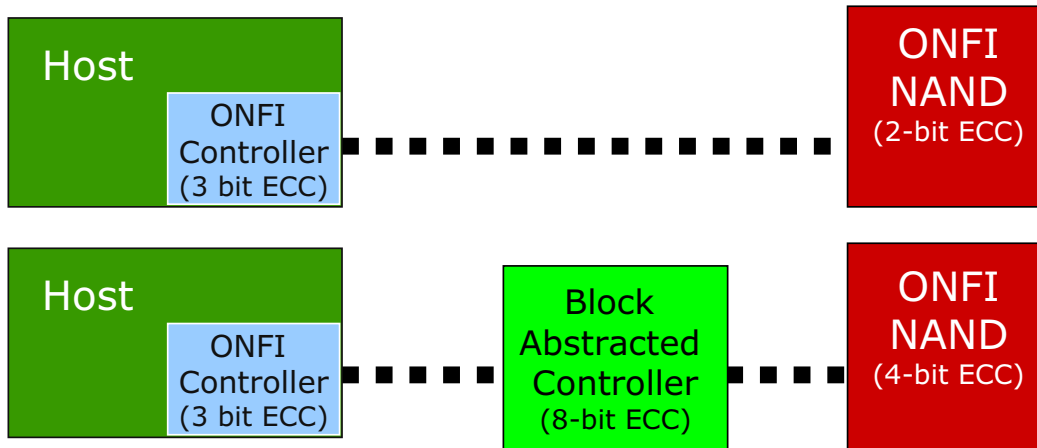 Host
ONFI
Controller
(3 bit ECC)
ONFI
NAND
(2-bit ECC)
Host
ONFI
Controller
(3 bit ECC)
Block
Abstracted
Controller
(8-bit ECC)
ONFI
NAND
(4-bit ECC)